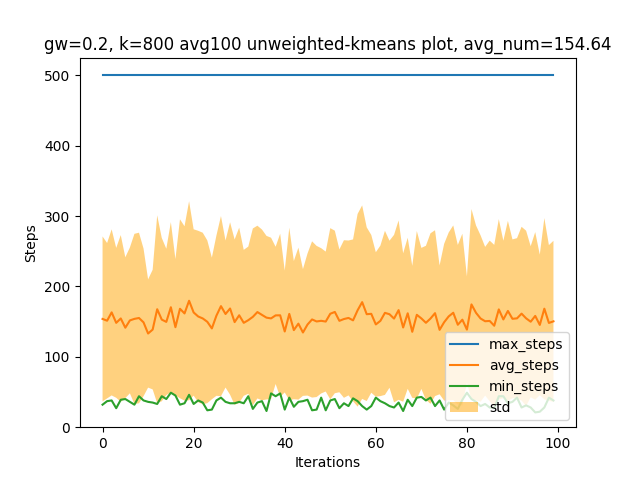 gw=0.2, k=800 avg100 unweighted-kmeans plot, avg_num=154.64
500
400
300
200
100
0
Steps
0 20 40 60 80 100
Iterations
max_steps
avg_steps
min_steps
std